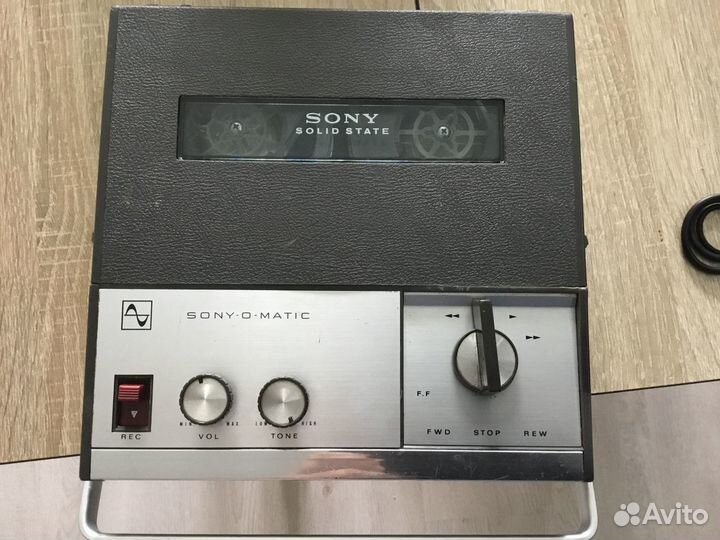 SONY
SOLID STATE
SONY-O-MATIC
F.F
MIN MAX LOW HIGH
FWD STOP REW
REC VOL TONE
Avito